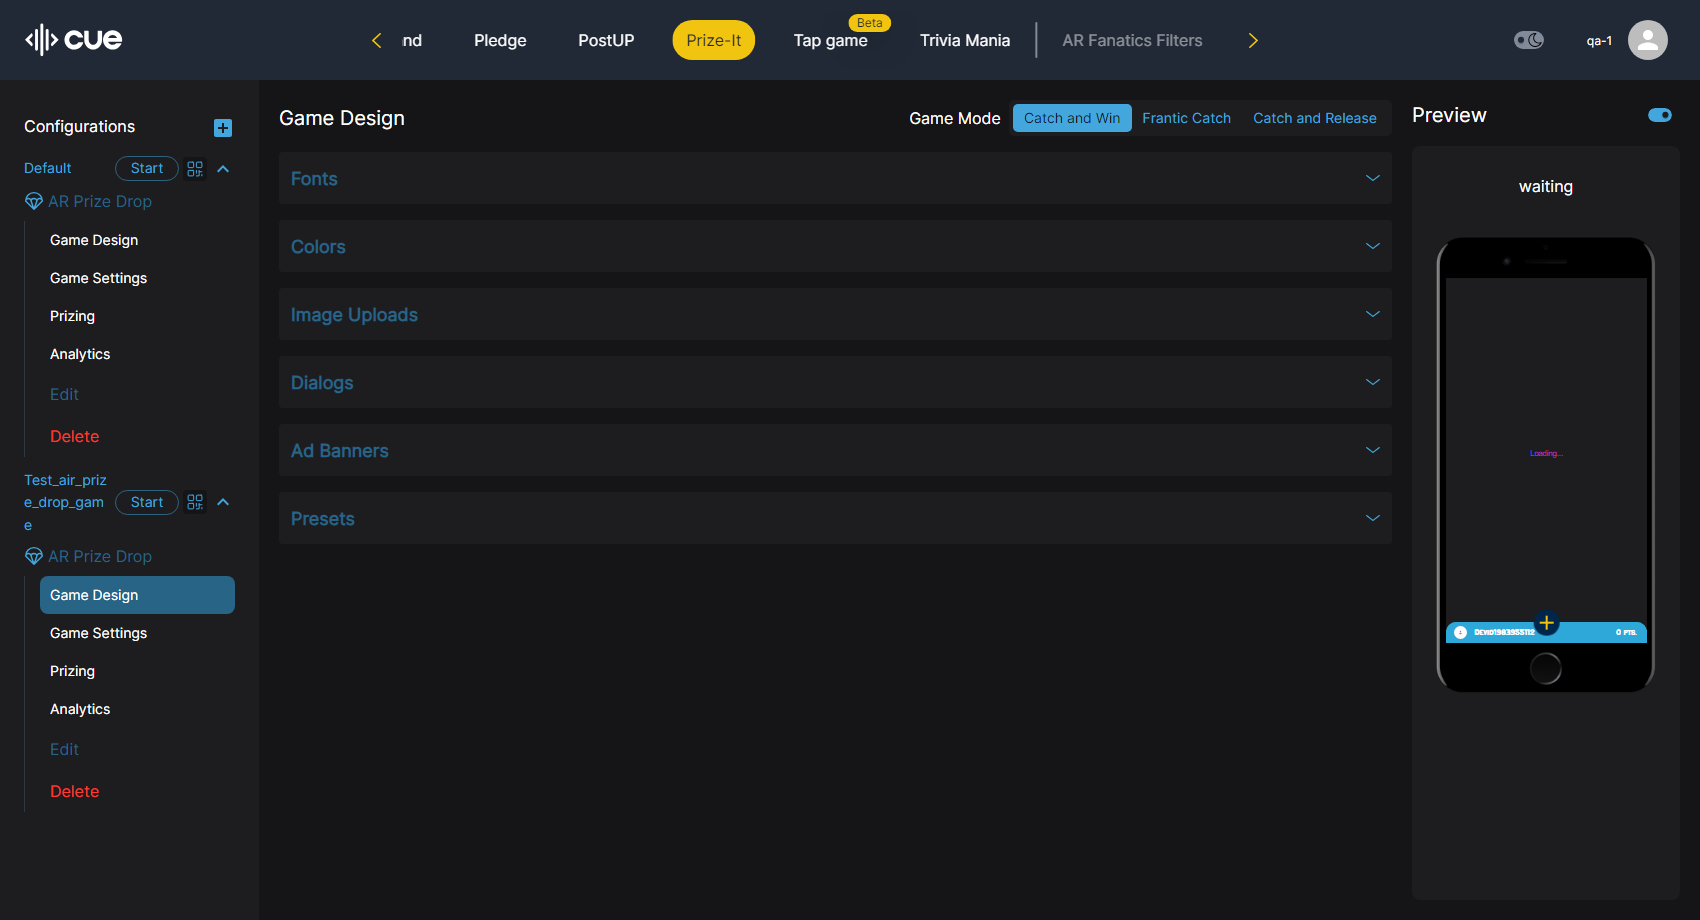 cue
nd
Pledge
PostUP
Prize-It
Beta
Tap game
Trivia Mania
AR Fanatics Filters
qa-1
Configurations
Default
Start
AR Prize Drop
Game Design
Game Settings
Prizing
Analytics
Edit
Delete
Test_air_priz
e_drop_gam
e
Start
AR Prize Drop
Game Design
Game Settings
Prizing
Analytics
Edit
Delete
Game Design
Game Mode
Catch and Win
Frantic Catch
Catch and Release
Fonts
Colors
Image Uploads
Dialogs
Ad Banners
Presets
Preview
waiting
Loading...
0 PTS.